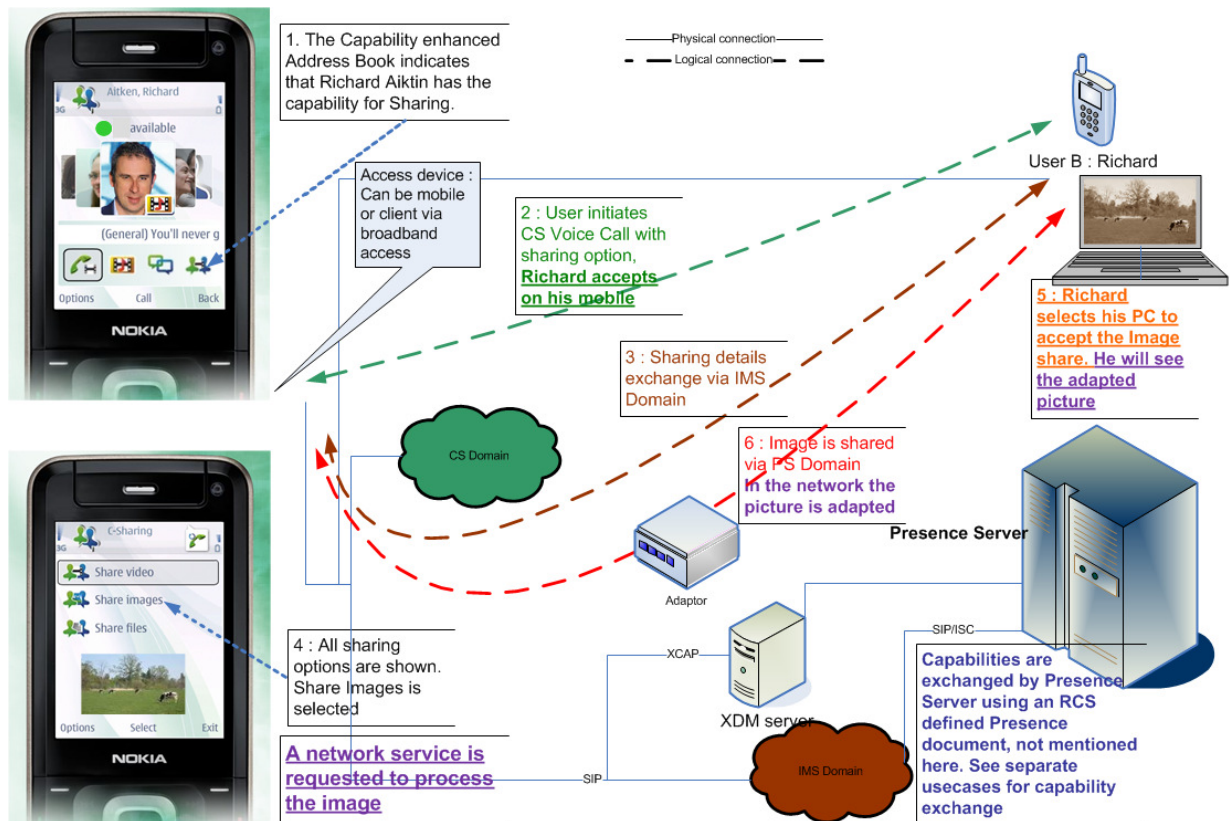 3G
Aitken, Richard
available
(General) You'll never g
Options
Call
Back
NOKIA
1. The Capability enhanced
Address Book indicates
that Richard Aiktin has the
capability for Sharing.
Physical connection
Logical connection
Access device :
Can be mobile
or client via
broadband
access
2 : User initiates
CS Voice Call with
sharing option,
Richard accepts
on his mobile
User B : Richard
5 : Richard
selects his PC to
accept the Image
share. He will see
the adapted
picture
3 : Sharing details
exchange via IMS
Domain
CS Domain
6 : Image is shared
via PS Domain
In the network the
picture is adapted
Adaptor
Presence Server
3G
C-Sharing
Share video
Share images
Share files
Options
Select
Exit
NOKIA
4 : All sharing
options are shown.
Share Images is
selected
A network service is
requested to process
the image
XCAP
SIP/ISC
XDM server
SIP
IMS Domain
Capabilities are
exchanged by Presence
Server using an RCS
defined Presence
document, not mentioned
here. See separate
usecases for capability
exchange